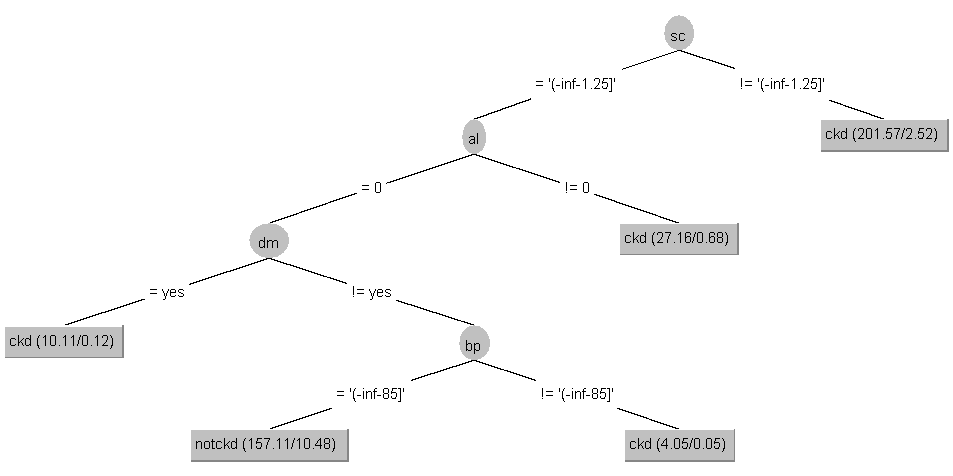 sc
= '(-inf-1.25]'
!= '(-inf-1.25]'
al
ckd (201.57/2.52)
= 0
!= 0
dm
ckd (27.16/0.68)
= yes
!= yes
ckd (10.11/0.12)
bp
= '(-inf-85]'
!= '(-inf-85]'
notckd (157.11/10.48)
ckd (4.05/0.05)